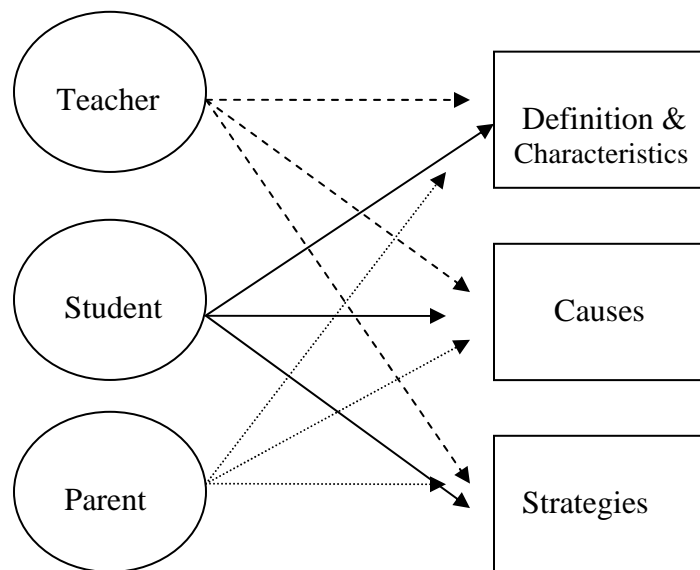 Teacher
Definition &
Characteristics
Student
Causes
Parent
Strategies